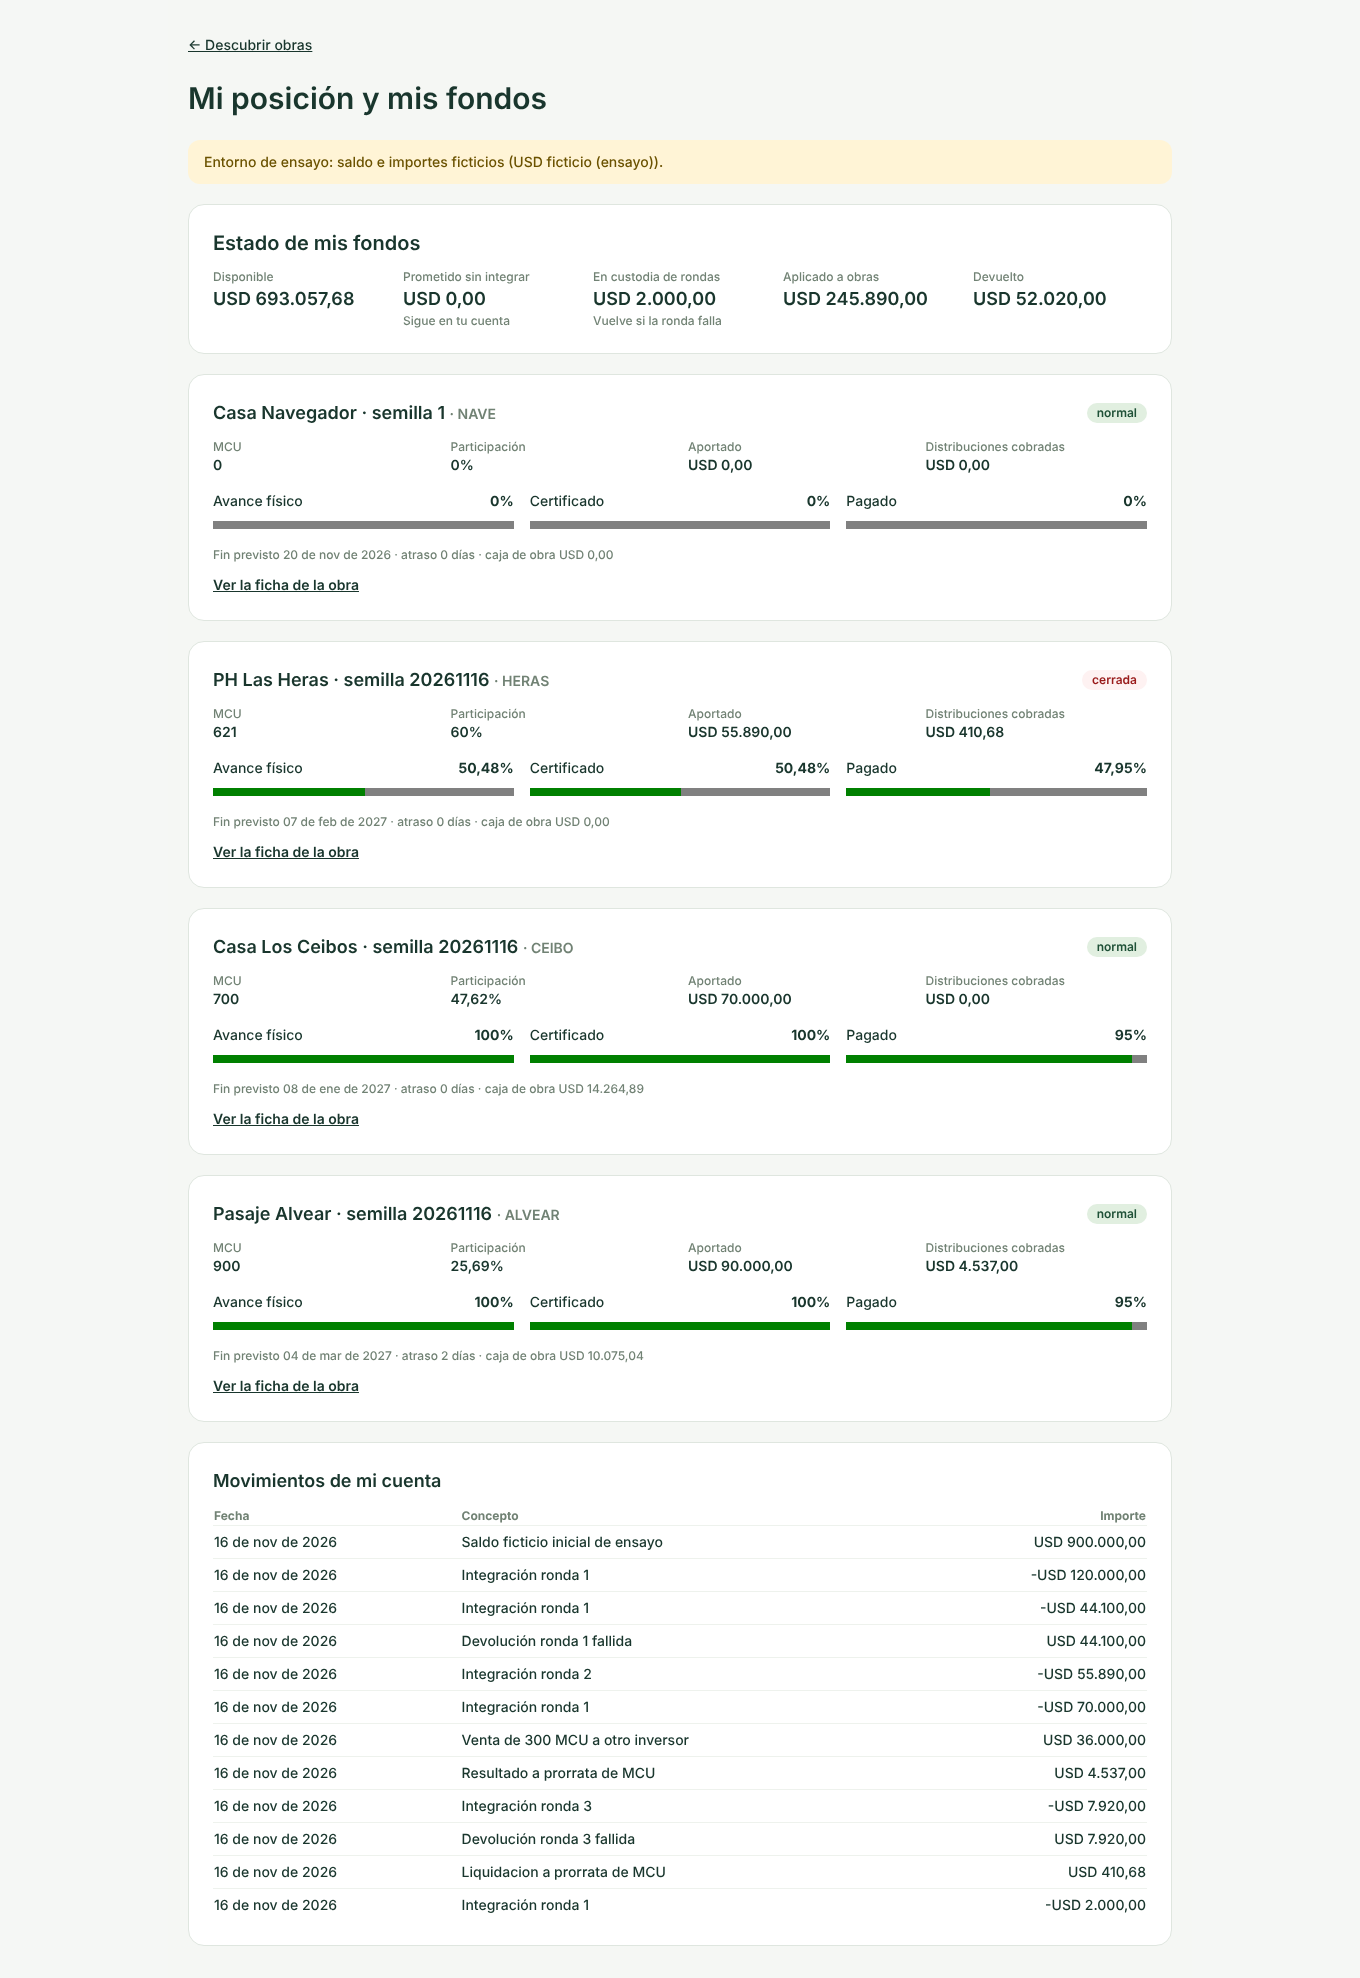 ← Descubrir obras
Mi posición y mis fondos
Entorno de ensayo: saldo e importes ficticios (USD ficticio (ensayo)).
Estado de mis fondos
Disponible Prometido sin integrar En custodia de rondas Aplicado a obras Devuelto
USD 693.057,68 USD 0,00 USD 2.000,00 USD 245.890,00 USD 52.020,00
Sigue en tu cuenta Vuelve si la ronda falla
Casa Navegador · semilla 1 · NAVE normal
MCU Participación Aportado Distribuciones cobradas
0 0% USD 0,00 USD 0,00
Avance físico 0% Certificado 0% Pagado 0%
Fin previsto 20 de nov de 2026 · atraso 0 días · caja de obra USD 0,00
Ver la ficha de la obra
PH Las Heras · semilla 20261116 · HERAS cerrada
MCU Participación Aportado Distribuciones cobradas
621 60% USD 55.890,00 USD 410,68
Avance físico 50,48% Certificado 50,48% Pagado 47,95%
Fin previsto 07 de feb de 2027 · atraso 0 días · caja de obra USD 0,00
Ver la ficha de la obra
Casa Los Ceibos · semilla 20261116 · CEIBO normal
MCU Participación Aportado Distribuciones cobradas
700 47,62% USD 70.000,00 USD 0,00
Avance físico 100% Certificado 100% Pagado 95%
Fin previsto 08 de ene de 2027 · atraso 0 días · caja de obra USD 14.264,89
Ver la ficha de la obra
Pasaje Alvear · semilla 20261116 · ALVEAR normal
MCU Participación Aportado Distribuciones cobradas
900 25,69% USD 90.000,00 USD 4.537,00
Avance físico 100% Certificado 100% Pagado 95%
Fin previsto 04 de mar de 2027 · atraso 2 días · caja de obra USD 10.075,04
Ver la ficha de la obra
Movimientos de mi cuenta
Fecha Concepto Importe
16 de nov de 2026 Saldo ficticio inicial de ensayo USD 900.000,00
16 de nov de 2026 Integración ronda 1 -USD 120.000,00
16 de nov de 2026 Integración ronda 1 -USD 44.100,00
16 de nov de 2026 Devolución ronda 1 fallida USD 44.100,00
16 de nov de 2026 Integración ronda 2 -USD 55.890,00
16 de nov de 2026 Integración ronda 1 -USD 70.000,00
16 de nov de 2026 Venta de 300 MCU a otro inversor USD 36.000,00
16 de nov de 2026 Resultado a prorrata de MCU USD 4.537,00
16 de nov de 2026 Integración ronda 3 -USD 7.920,00
16 de nov de 2026 Devolución ronda 3 fallida USD 7.920,00
16 de nov de 2026 Liquidacion a prorrata de MCU USD 410,68
16 de nov de 2026 Integración ronda 1 -USD 2.000,00